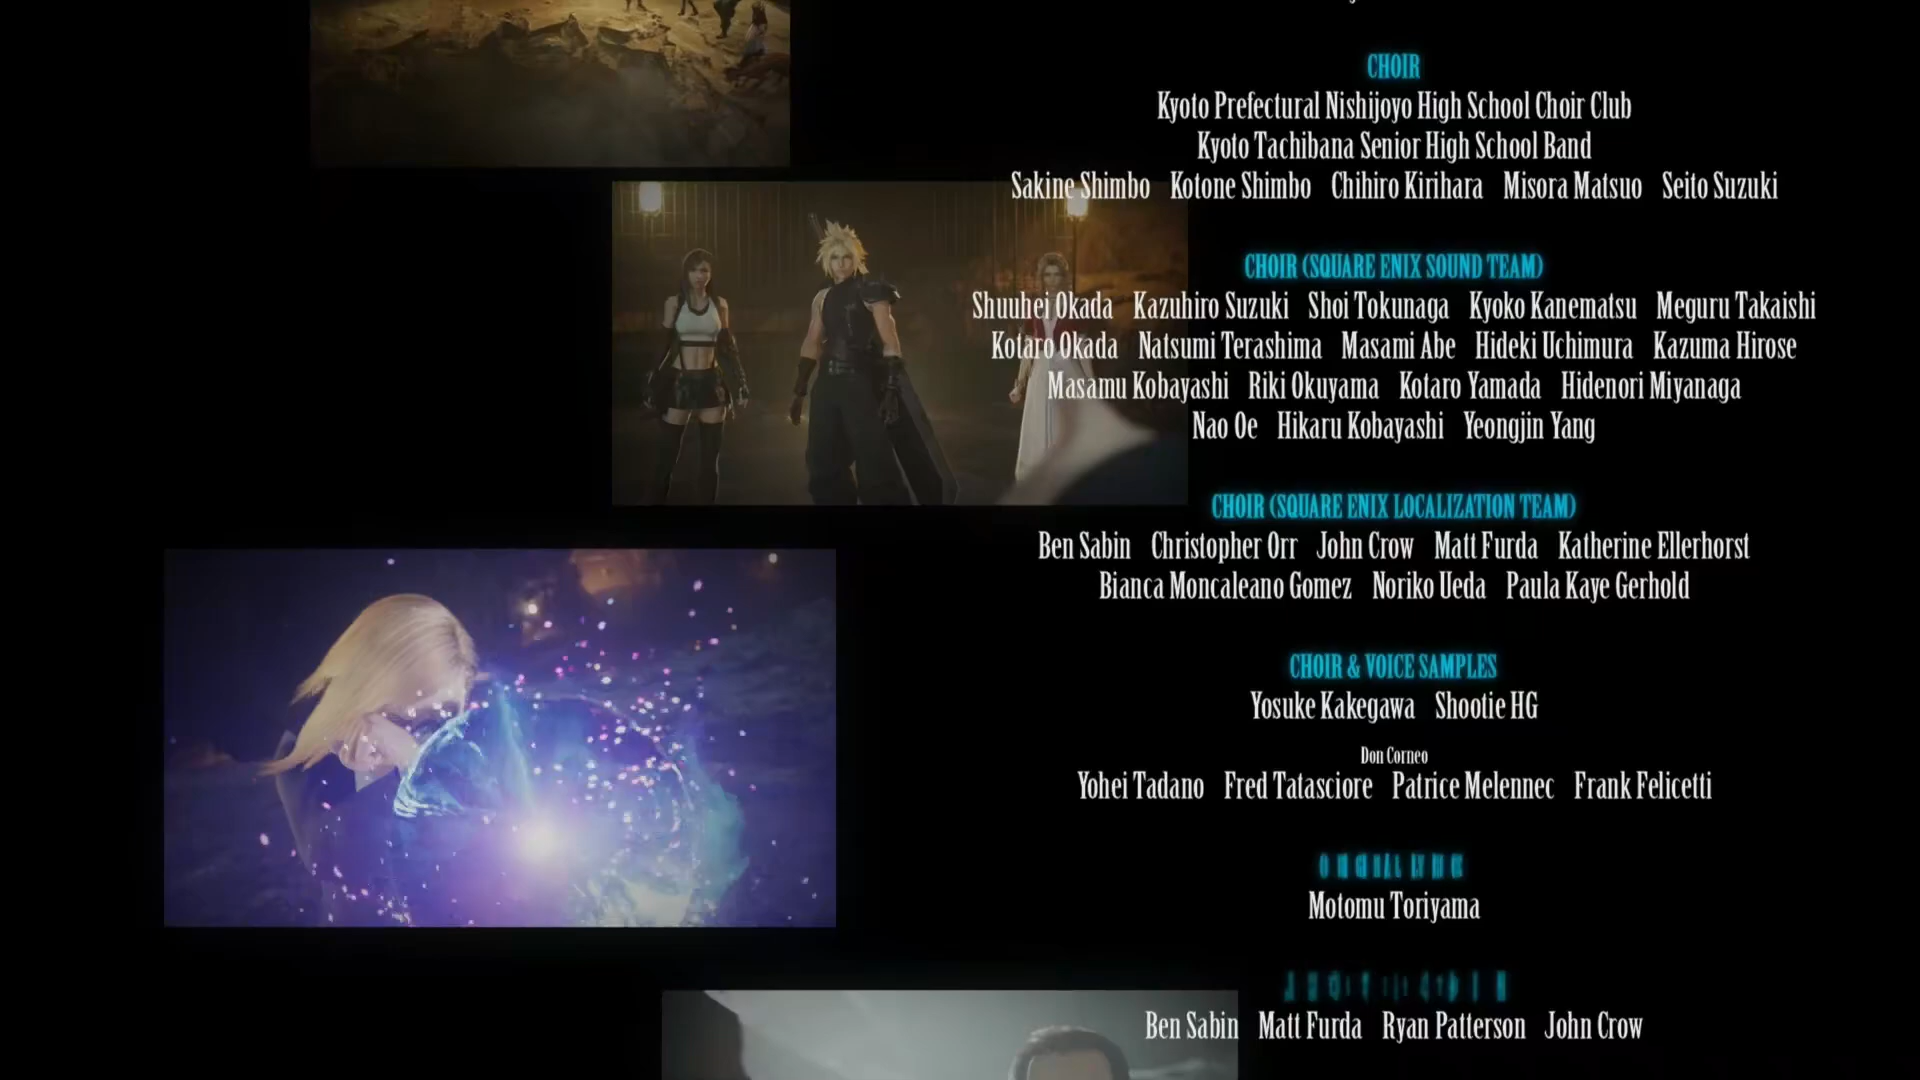 CHOIR
Kyoto Prefectural Nishijoyo High School Choir Club
Kyoto Tachibana Senior High School Band
Sakine Shimbo Kotone Shimbo Chihiro Kirihara Misora Matsuo Seito Suzuki
CHOIR (SQUARE ENIX SOUND TEAM)
Shuuhei Okada Kazuhiro Suzuki Shoi Tokunaga Kyoko Kanematsu Meguru Takaishi
Kotaro Okada Natsumi Terashima Masami Abe Hideki Uchimura Kazuma Hirose
Masamu Kobayashi Riki Okuyama Kotaro Yamada Hidenori Miyanaga
Nao Oe Hikaru Kobayashi Yeongjin Yang
CHOIR (SQUARE ENIX LOCALIZATION TEAM)
Ben Sabin Christopher Orr John Crow Matt Furda Katherine Ellerhorst
Bianca Moncaleano Gomez Noriko Ueda Paula Kaye Gerhold
CHOIR & VOICE SAMPLES
Yosuke Kakegawa Shootie HG
Don Corneo
Yohei Tadano Fred Tatasciore Patrice Melennec Frank Felicetti
Motomu Toriyama
Ben Sabin Matt Furda Ryan Patterson John Crow